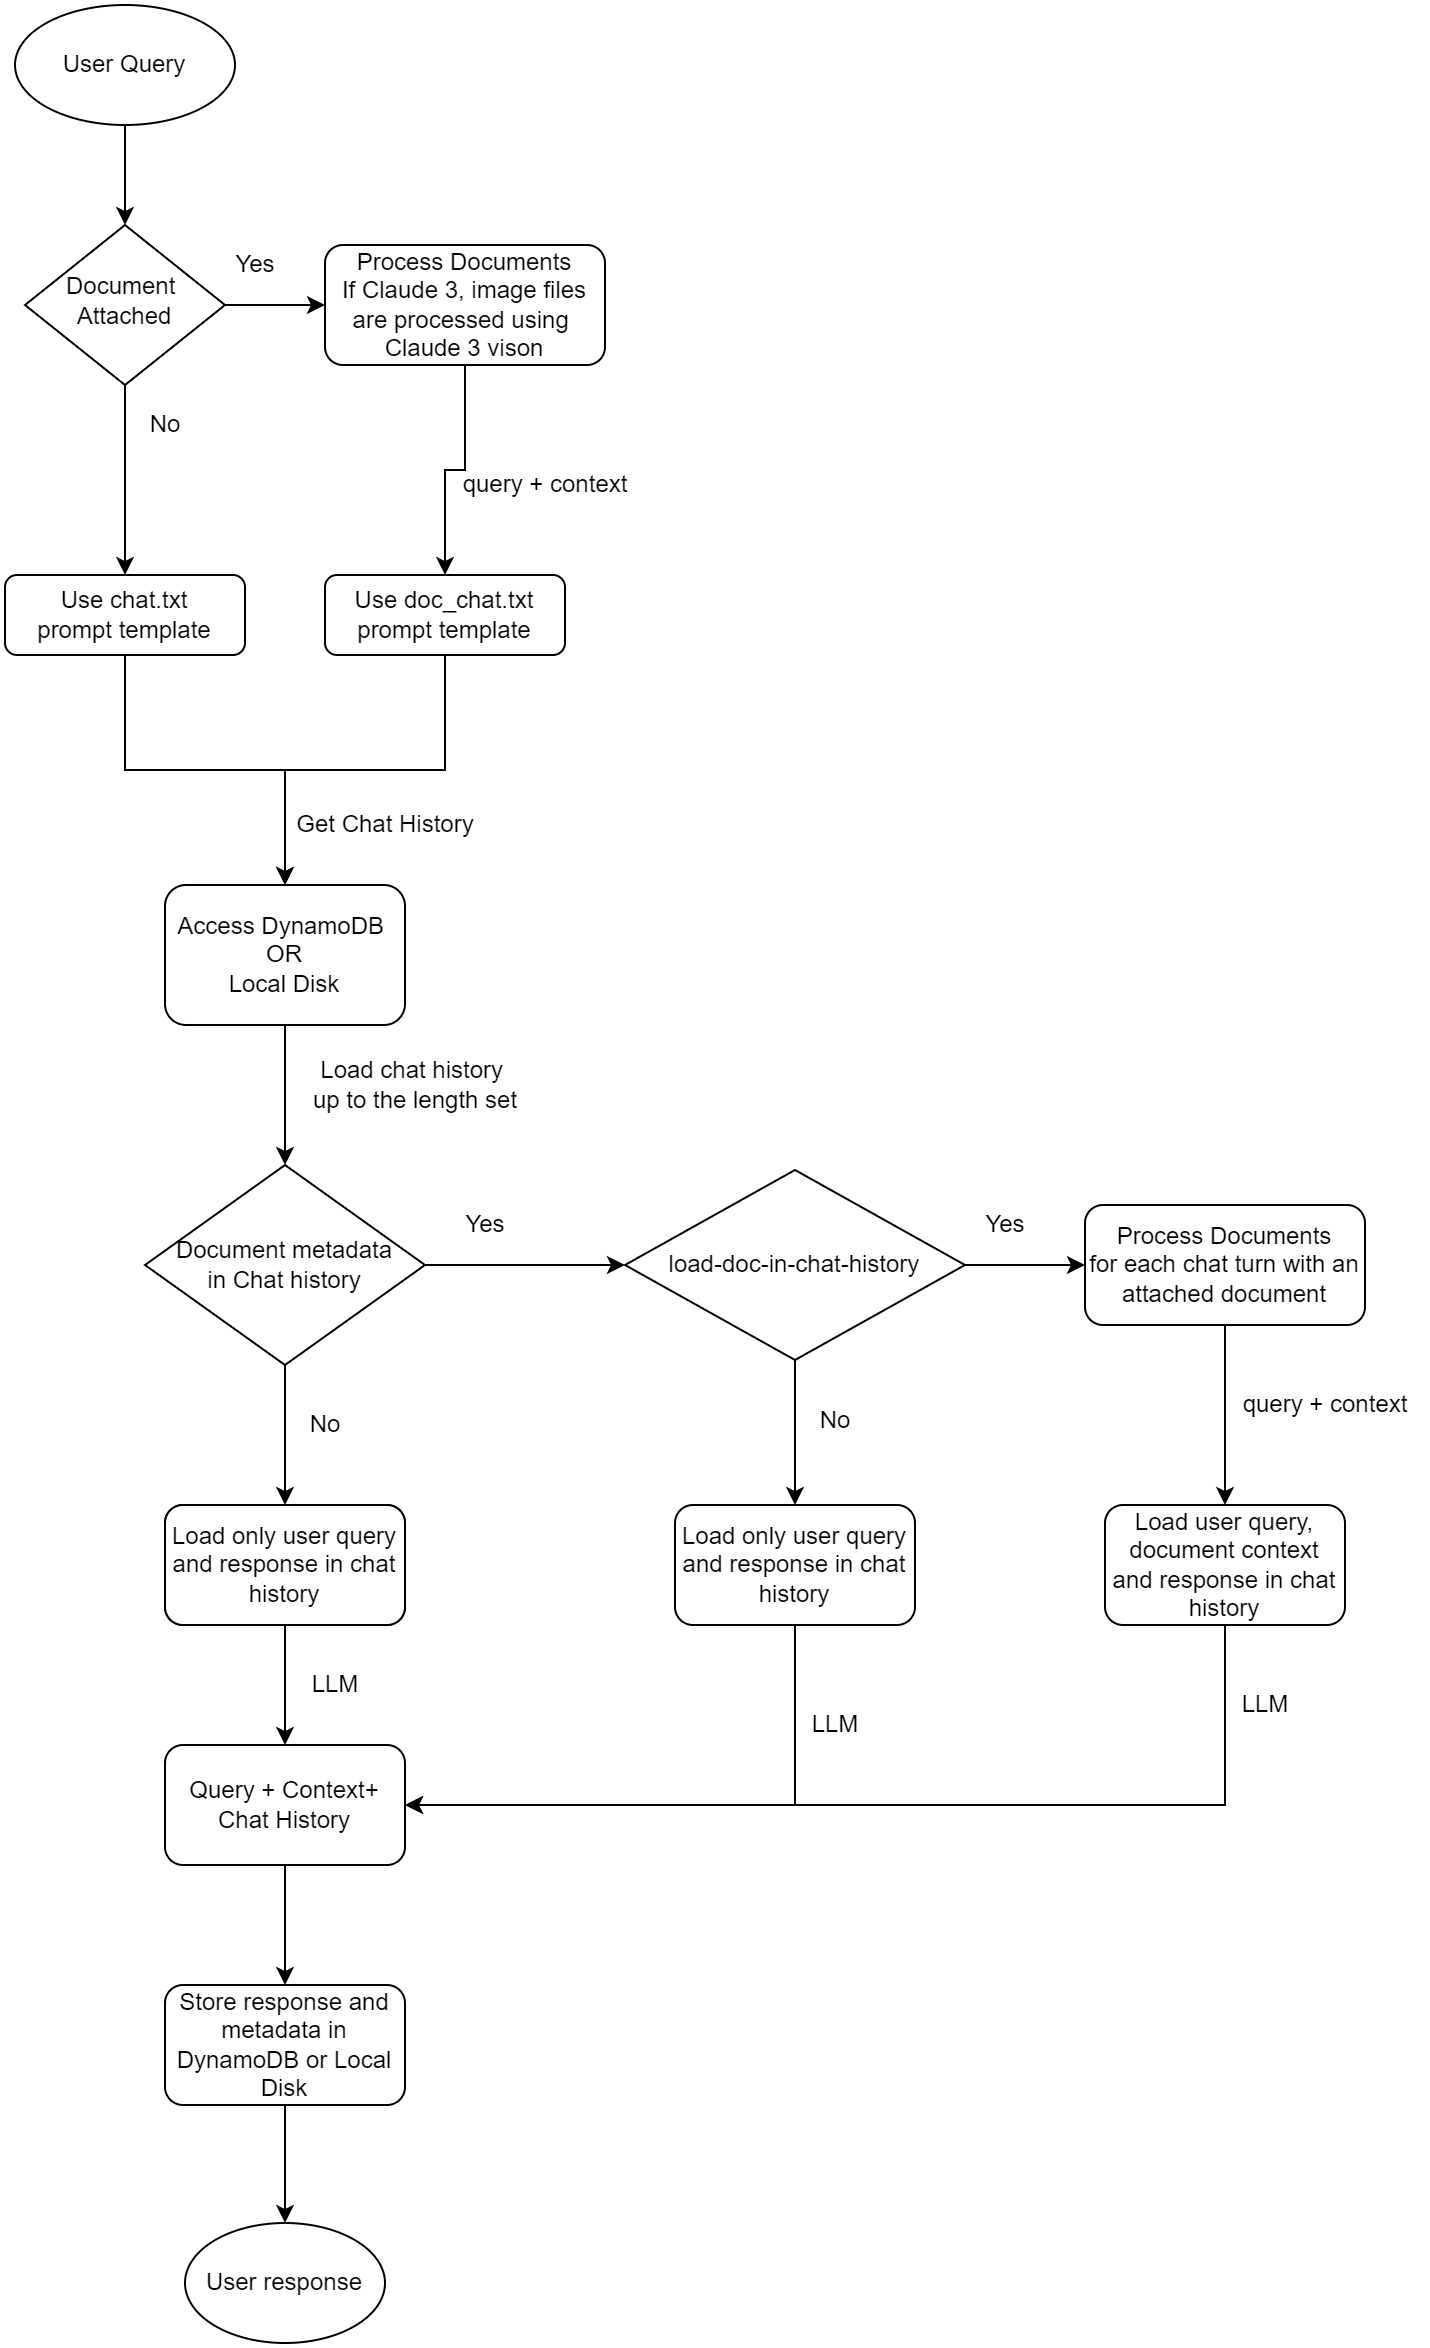 User Query
Document
Attached
Yes
Process Documents
If Claude 3, image files
are processed using
Claude 3 vison
No
query + context
Use chat.txt
prompt template
Use doc_chat.txt
prompt template
Get Chat History
Access DynamoDB
OR
Local Disk
Load chat history
up to the length set
Document metadata
in Chat history
Yes
load-doc-in-chat-history
Yes
Process Documents
for each chat turn with an
attached document
No
No
query + context
Load only user query
and response in chat
history
Load only user query
and response in chat
history
Load user query,
document context
and response in chat
history
LLM
LLM
LLM
Query + Context+
Chat History
Store response and
metadata in
DynamoDB or Local
Disk
User response